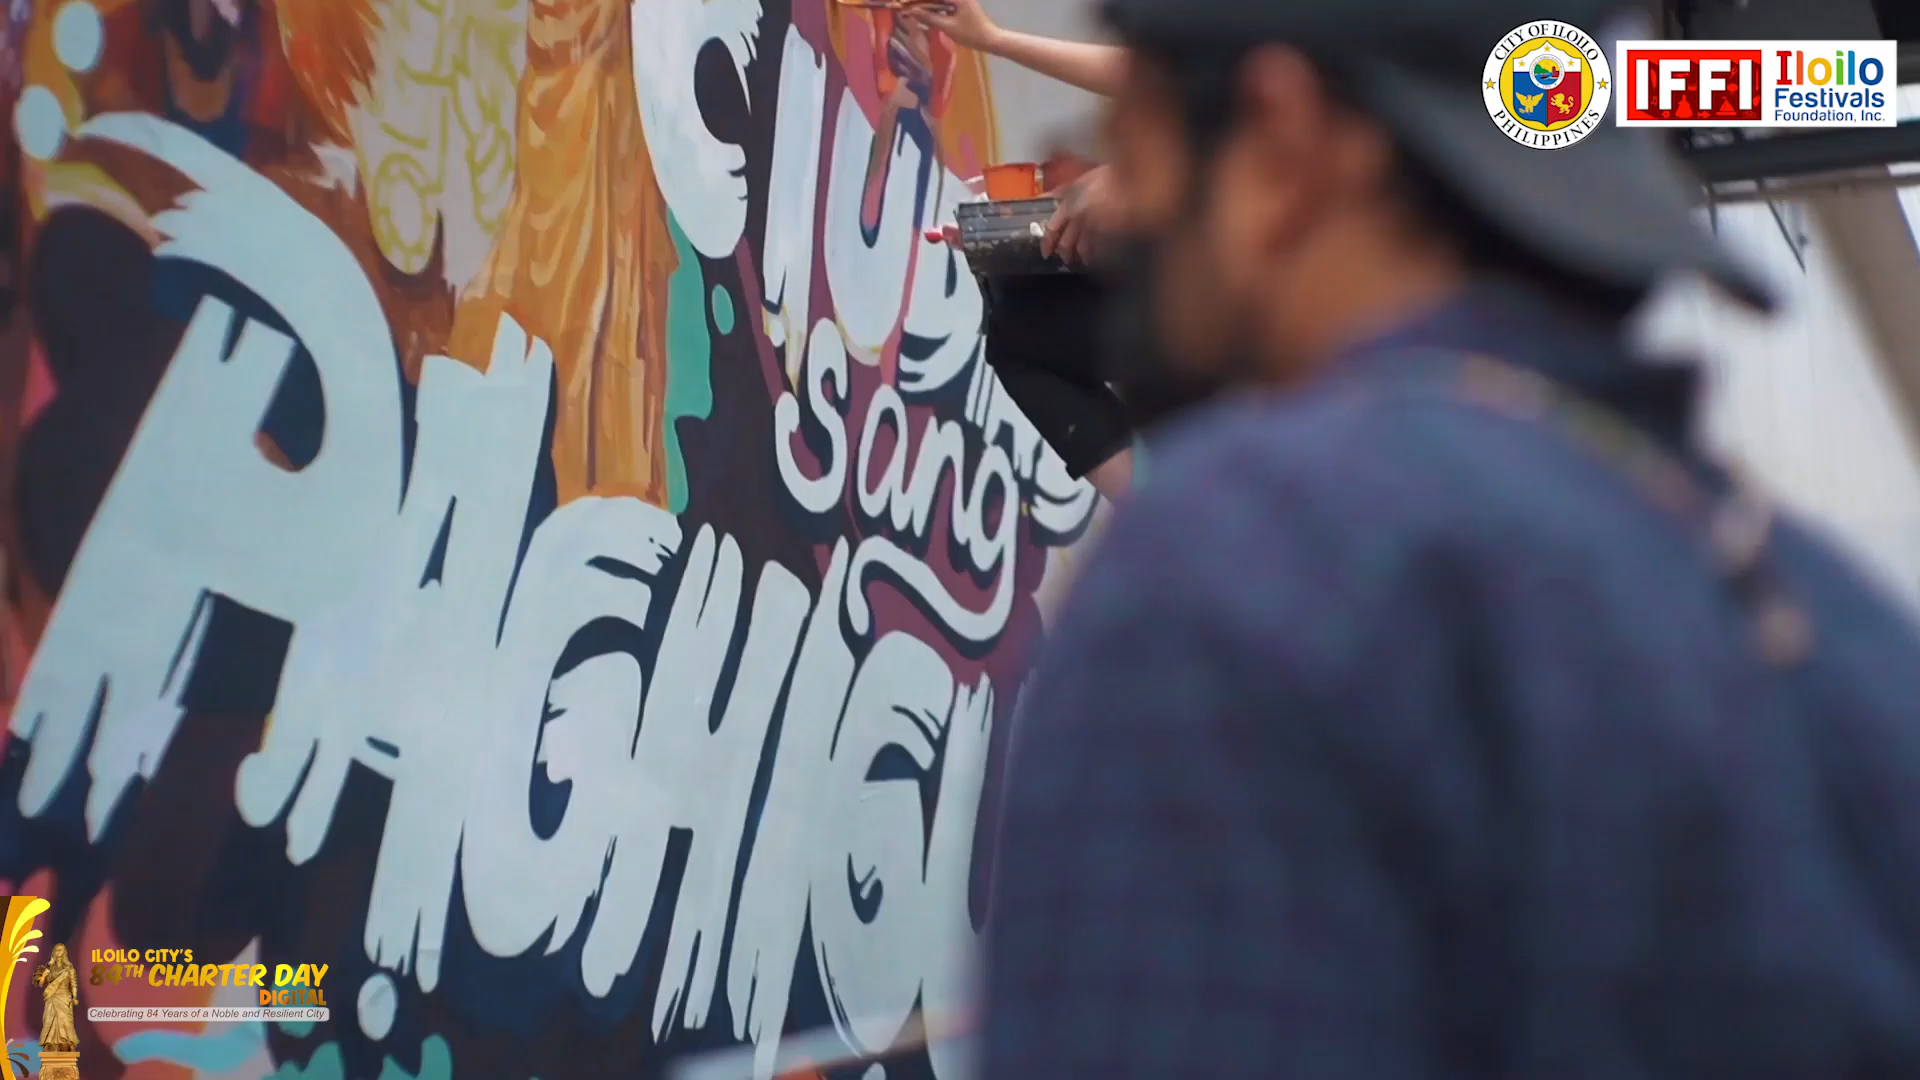 CITY OF ILOILO
PHILIPPINES
IFFI
Iloilo
Festivals
Foundation, Inc.
sang
PAGHIGU
ILOILO CITY'S
84TH CHARTER DAY
DIGITAL
Celebrating 84 Years of a Noble and Resilient City